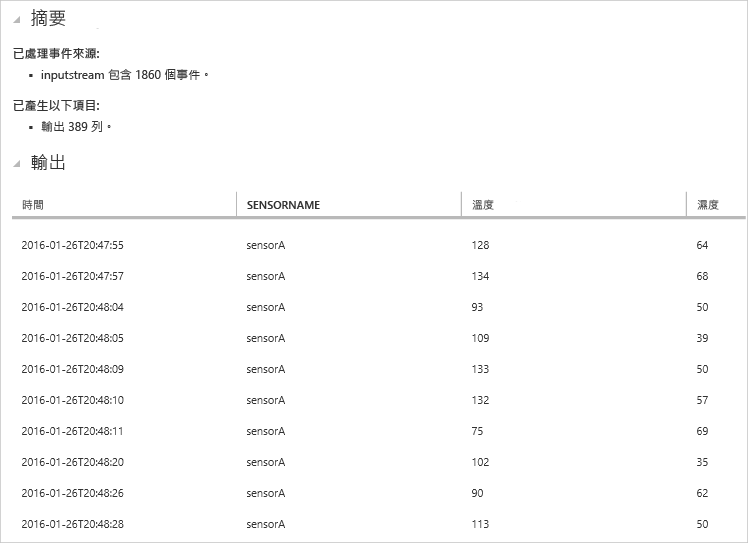 摘要
已處理事件來源:
▪ inputstream 包含 1860 個事件。
已產生以下項目:
▪ 輸出 389 列。
輸出
時間 SENSORNAME 溫度 濕度
2016-01-26T20:47:55 sensorA 128 64
2016-01-26T20:47:57 sensorA 134 68
2016-01-26T20:48:04 sensorA 93 50
2016-01-26T20:48:05 sensorA 109 39
2016-01-26T20:48:09 sensorA 133 50
2016-01-26T20:48:10 sensorA 132 57
2016-01-26T20:48:11 sensorA 75 69
2016-01-26T20:48:20 sensorA 102 35
2016-01-26T20:48:26 sensorA 90 62
2016-01-26T20:48:28 sensorA 113 50